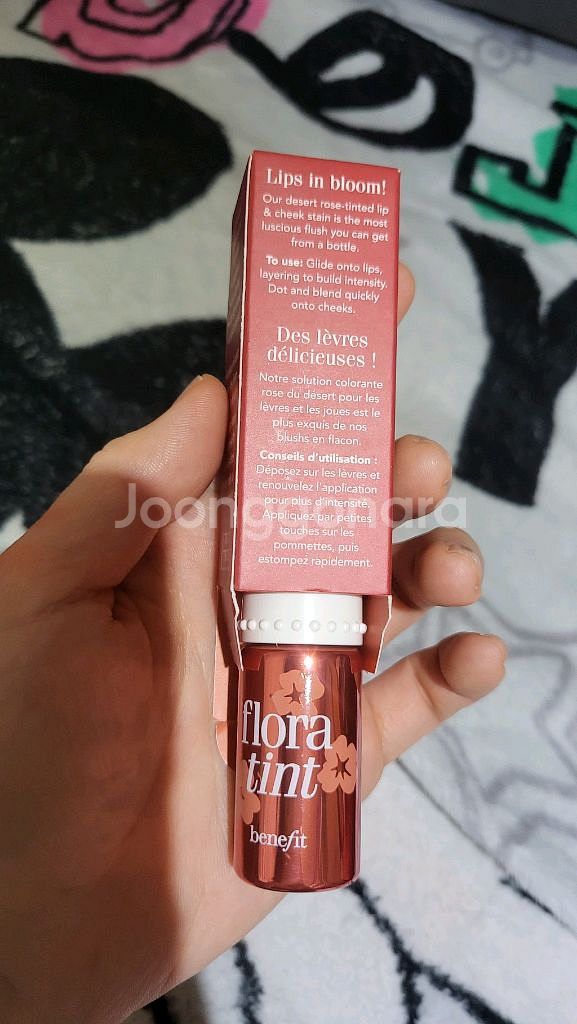 Lips in bloom!
Our desert rose-tinted lip
& cheek stain is the most
luscious flush you can get
from a bottle.
To use: Glide onto lips,
layering to build intensity.
Dot and blend quickly
onto cheeks.
Des lèvres
délicieuses !
Notre solution colorante
rose du désert pour les
lèvres et les joues est le
plus exquis de nos
blushs en flacon.
Conseils d'utilisation :
Déposez sur les lèvres et
renouvelez l'application
pour plus d'intensité.
Appliquez par petites
touches sur les
pommettes, puis
estompez rapidement.
Joonggonara
flora
tint
benefit